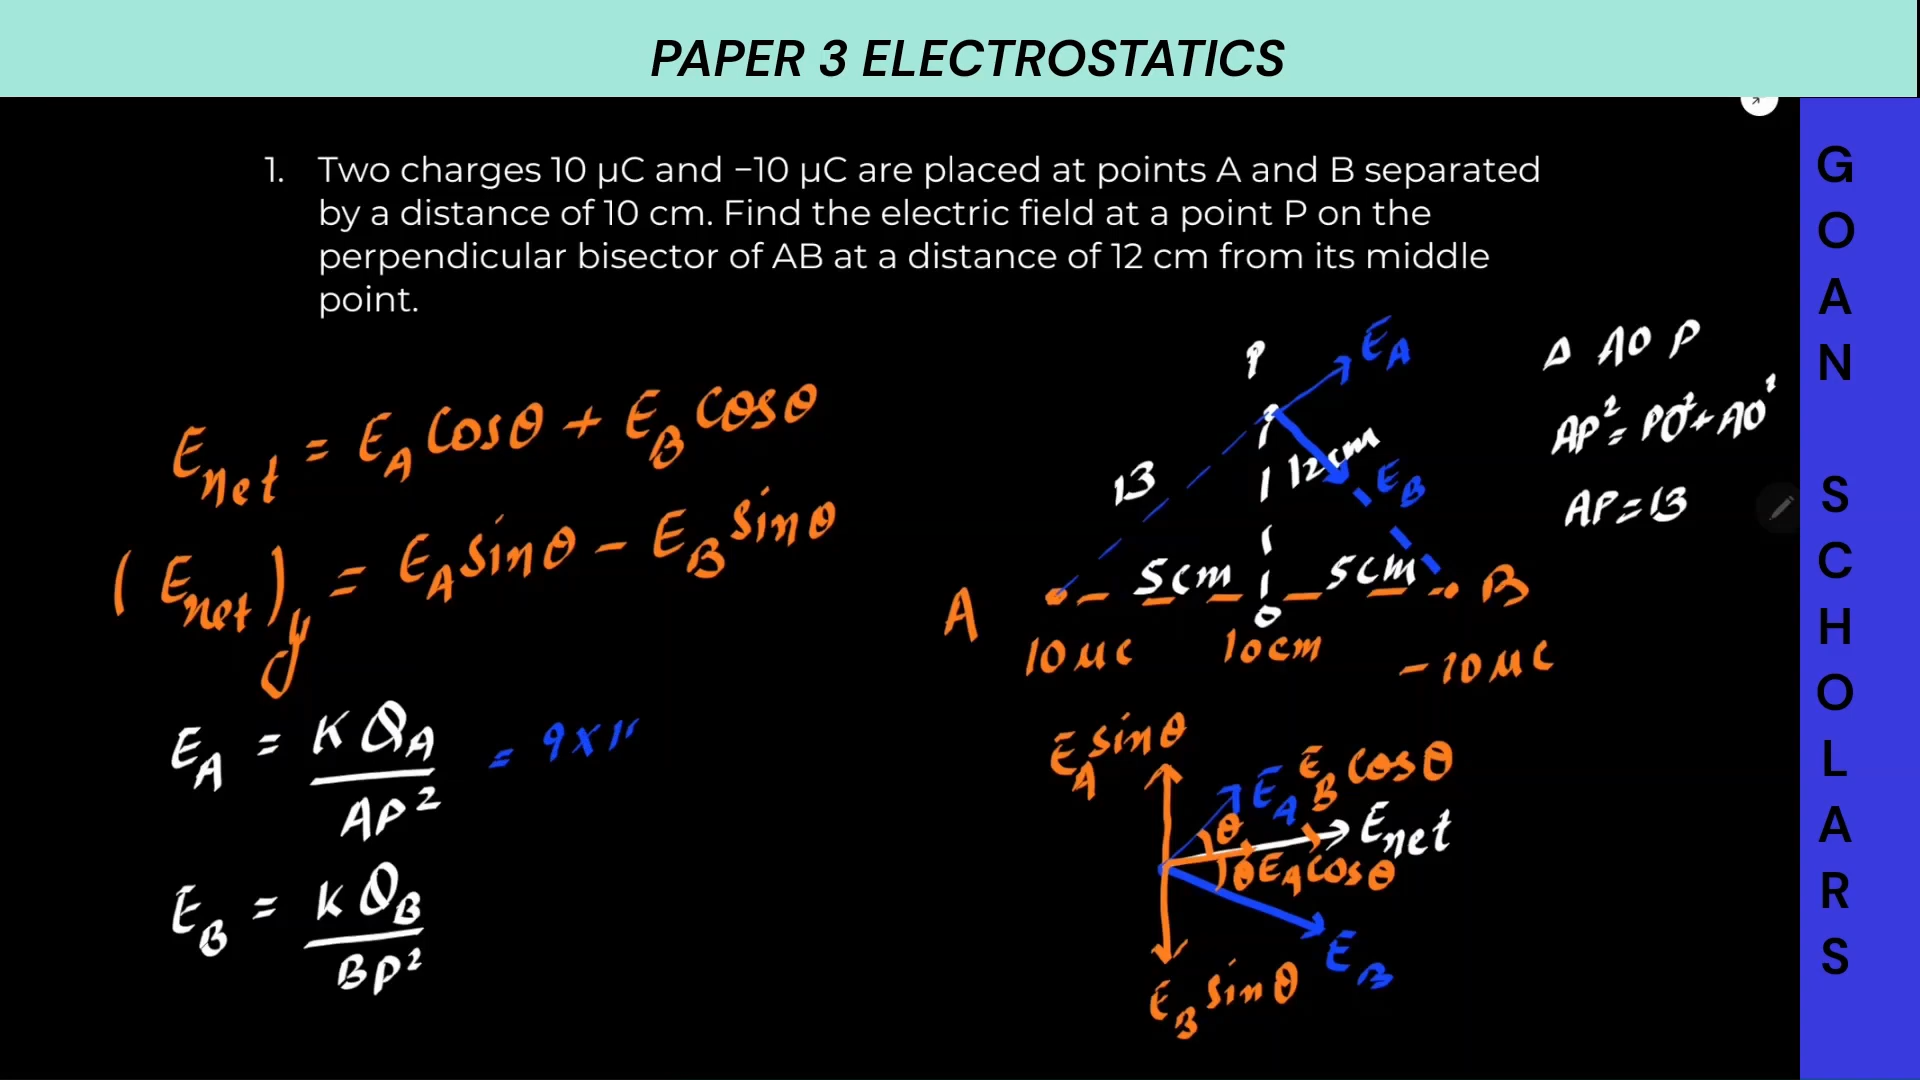 PAPER 3 ELECTROSTATICS
1. Two charges 10 µC and −10 µC are placed at points A and B separated
by a distance of 10 cm. Find the electric field at a point P on the
perpendicular bisector of AB at a distance of 12 cm from its middle
point.
E_net = E_A cosθ + E_B cosθ
(E_net)_y = E_A sinθ − E_B sinθ
E_A = KQ_A / AP² = 9×1
E_B = KQ_B / BP²
P
E_A
13
12cm
E_B
5cm
5cm
A
O
B
10µC
10cm
−10µC
Δ AOP
AP² = PO² + AO²
AP = 13
E_A sinθ
E_A
E_B cosθ
θ
E_net
θ
E_A cosθ
E_B
E_B sinθ
GOAN
SCHOLARS